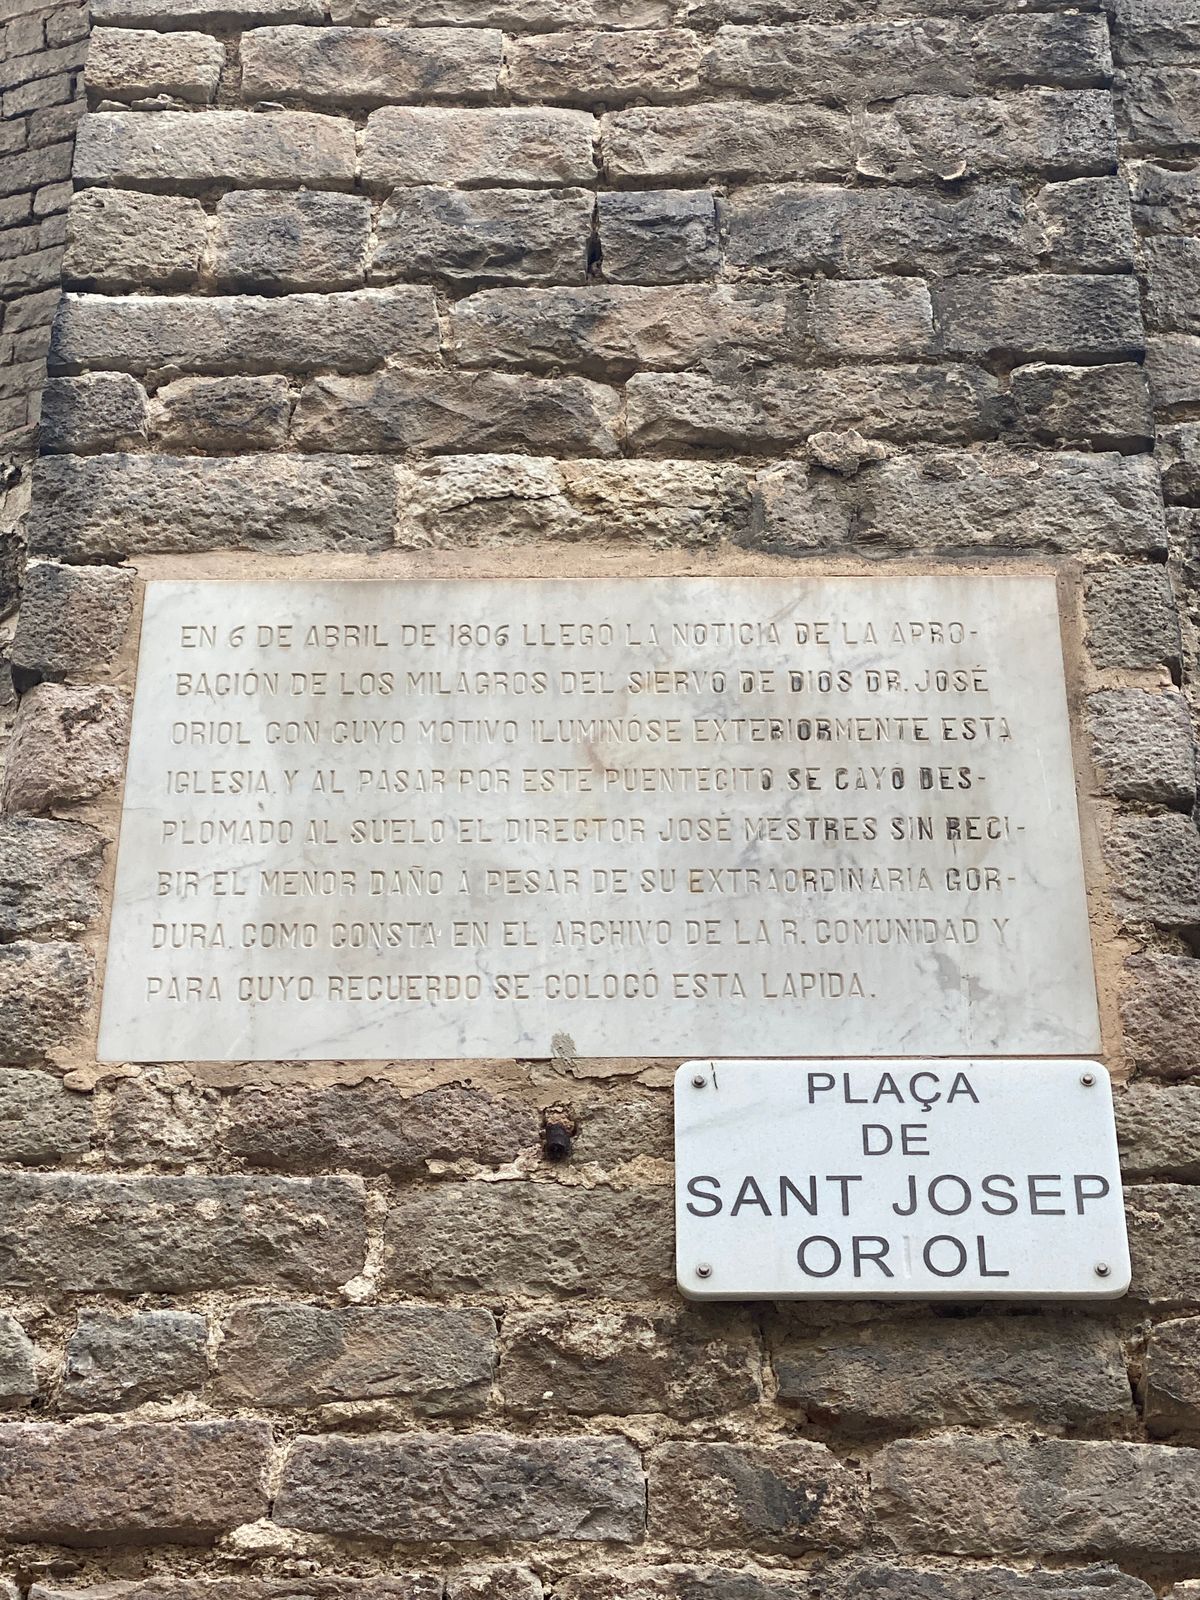 EN 6 DE ABRIL DE 1806 LLEGÓ LA NOTICIA DE LA APRO-
BACIÓN DE LOS MILAGROS DEL SIERVO DE DIOS DR. JOSÉ
ORIOL CON CUYO MOTIVO ILUMINÓSE EXTERIORMENTE ESTA
IGLESIA, Y AL PASAR POR ESTE PUENTECITO SE CAYÓ DES-
PLOMADO AL SUELO EL DIRECTOR JOSÉ MESTRES SIN RECI-
BIR EL MENOR DAÑO A PESAR DE SU EXTRAORDINARIA GOR-
DURA, COMO CONSTA EN EL ARCHIVO DE LA R. COMUNIDAD Y
PARA CUYO RECUERDO SE COLOCÓ ESTA LAPIDA.
PLAÇA
DE
SANT JOSEP
ORIOL